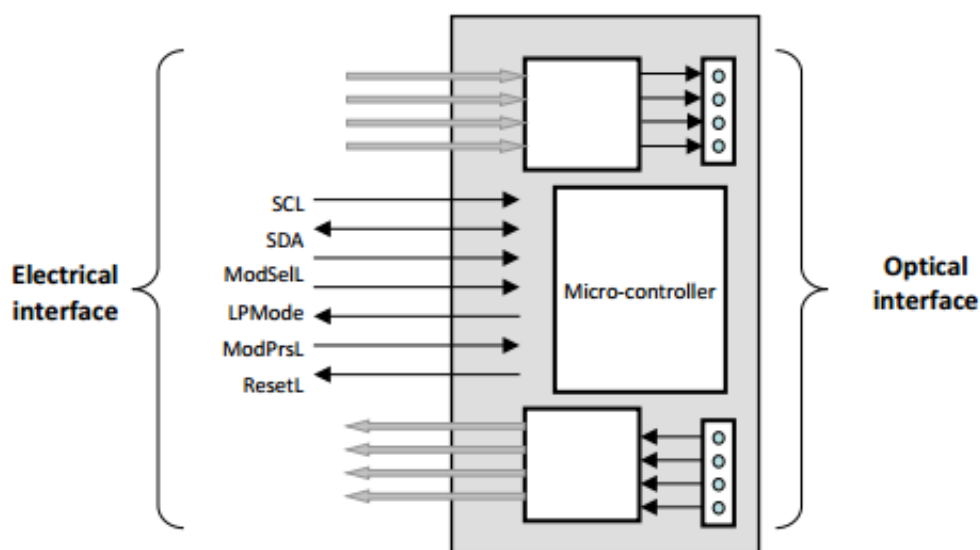 SCL
SDA
ModSelL
LPMode
ModPrsL
ResetL
Electrical
interface
Micro-controller
Optical
interface